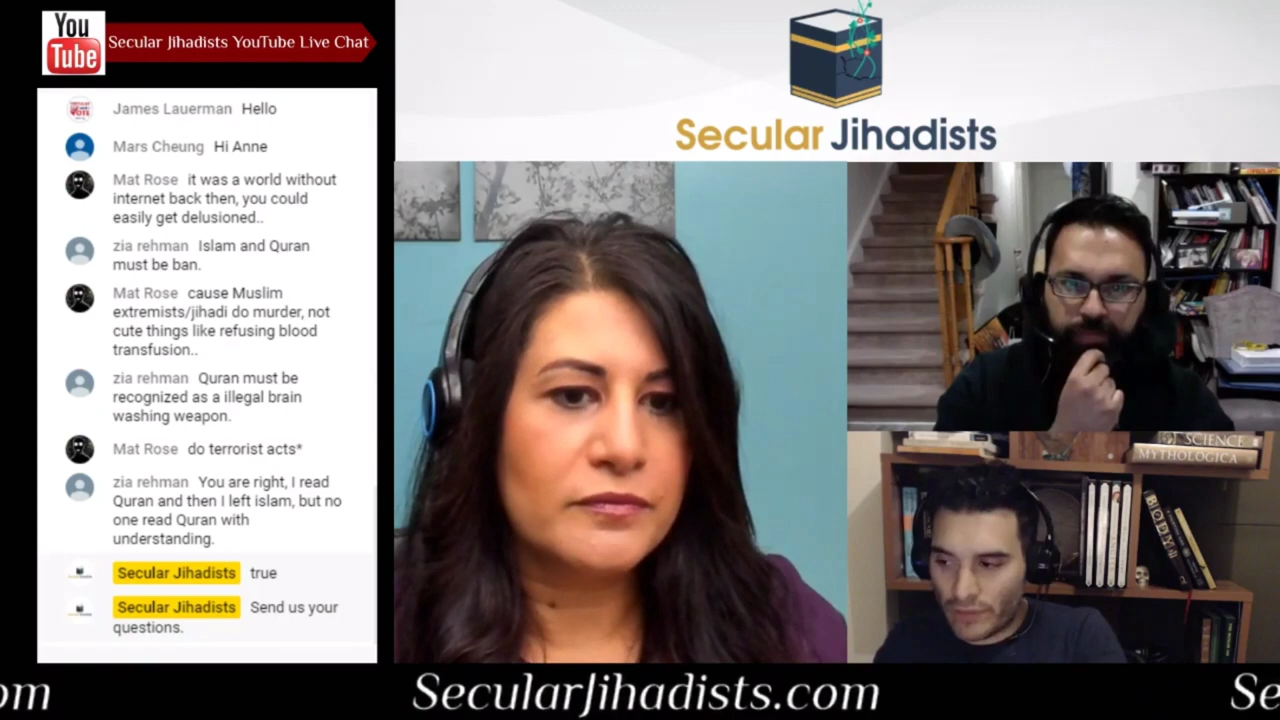 You
Tube
Secular Jihadists YouTube Live Chat
James Lauerman Hello
Mars Cheung Hi Anne
Mat Rose it was a world without
internet back then, you could
easily get delusioned..
zia rehman Islam and Quran
must be ban.
Mat Rose cause Muslim
extremists/jihadi do murder, not
cute things like refusing blood
transfusion..
zia rehman Quran must be
recognized as a illegal brain
washing weapon.
Mat Rose do terrorist acts*
zia rehman You are right, I read
Quran and then I left islam, but no
one read Quran with
understanding.
Secular Jihadists true
Secular Jihadists Send us your
questions.
Secular Jihadists
SCIENCE
MYTHOLOGICA
BODY
om
SecularJihadists.com
Se